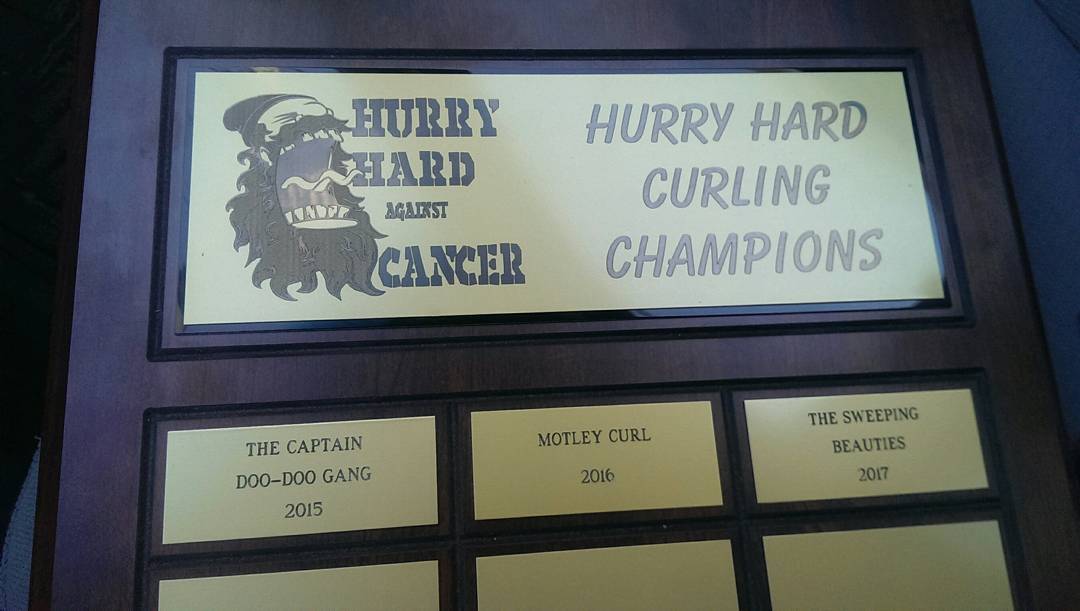 HURRY
HARD
AGAINST
CANCER
HURRY HARD
CURLING
CHAMPIONS
THE CAPTAIN
DOO-DOO GANG
2015
MOTLEY CURL
2016
THE SWEEPING
BEAUTIES
2017